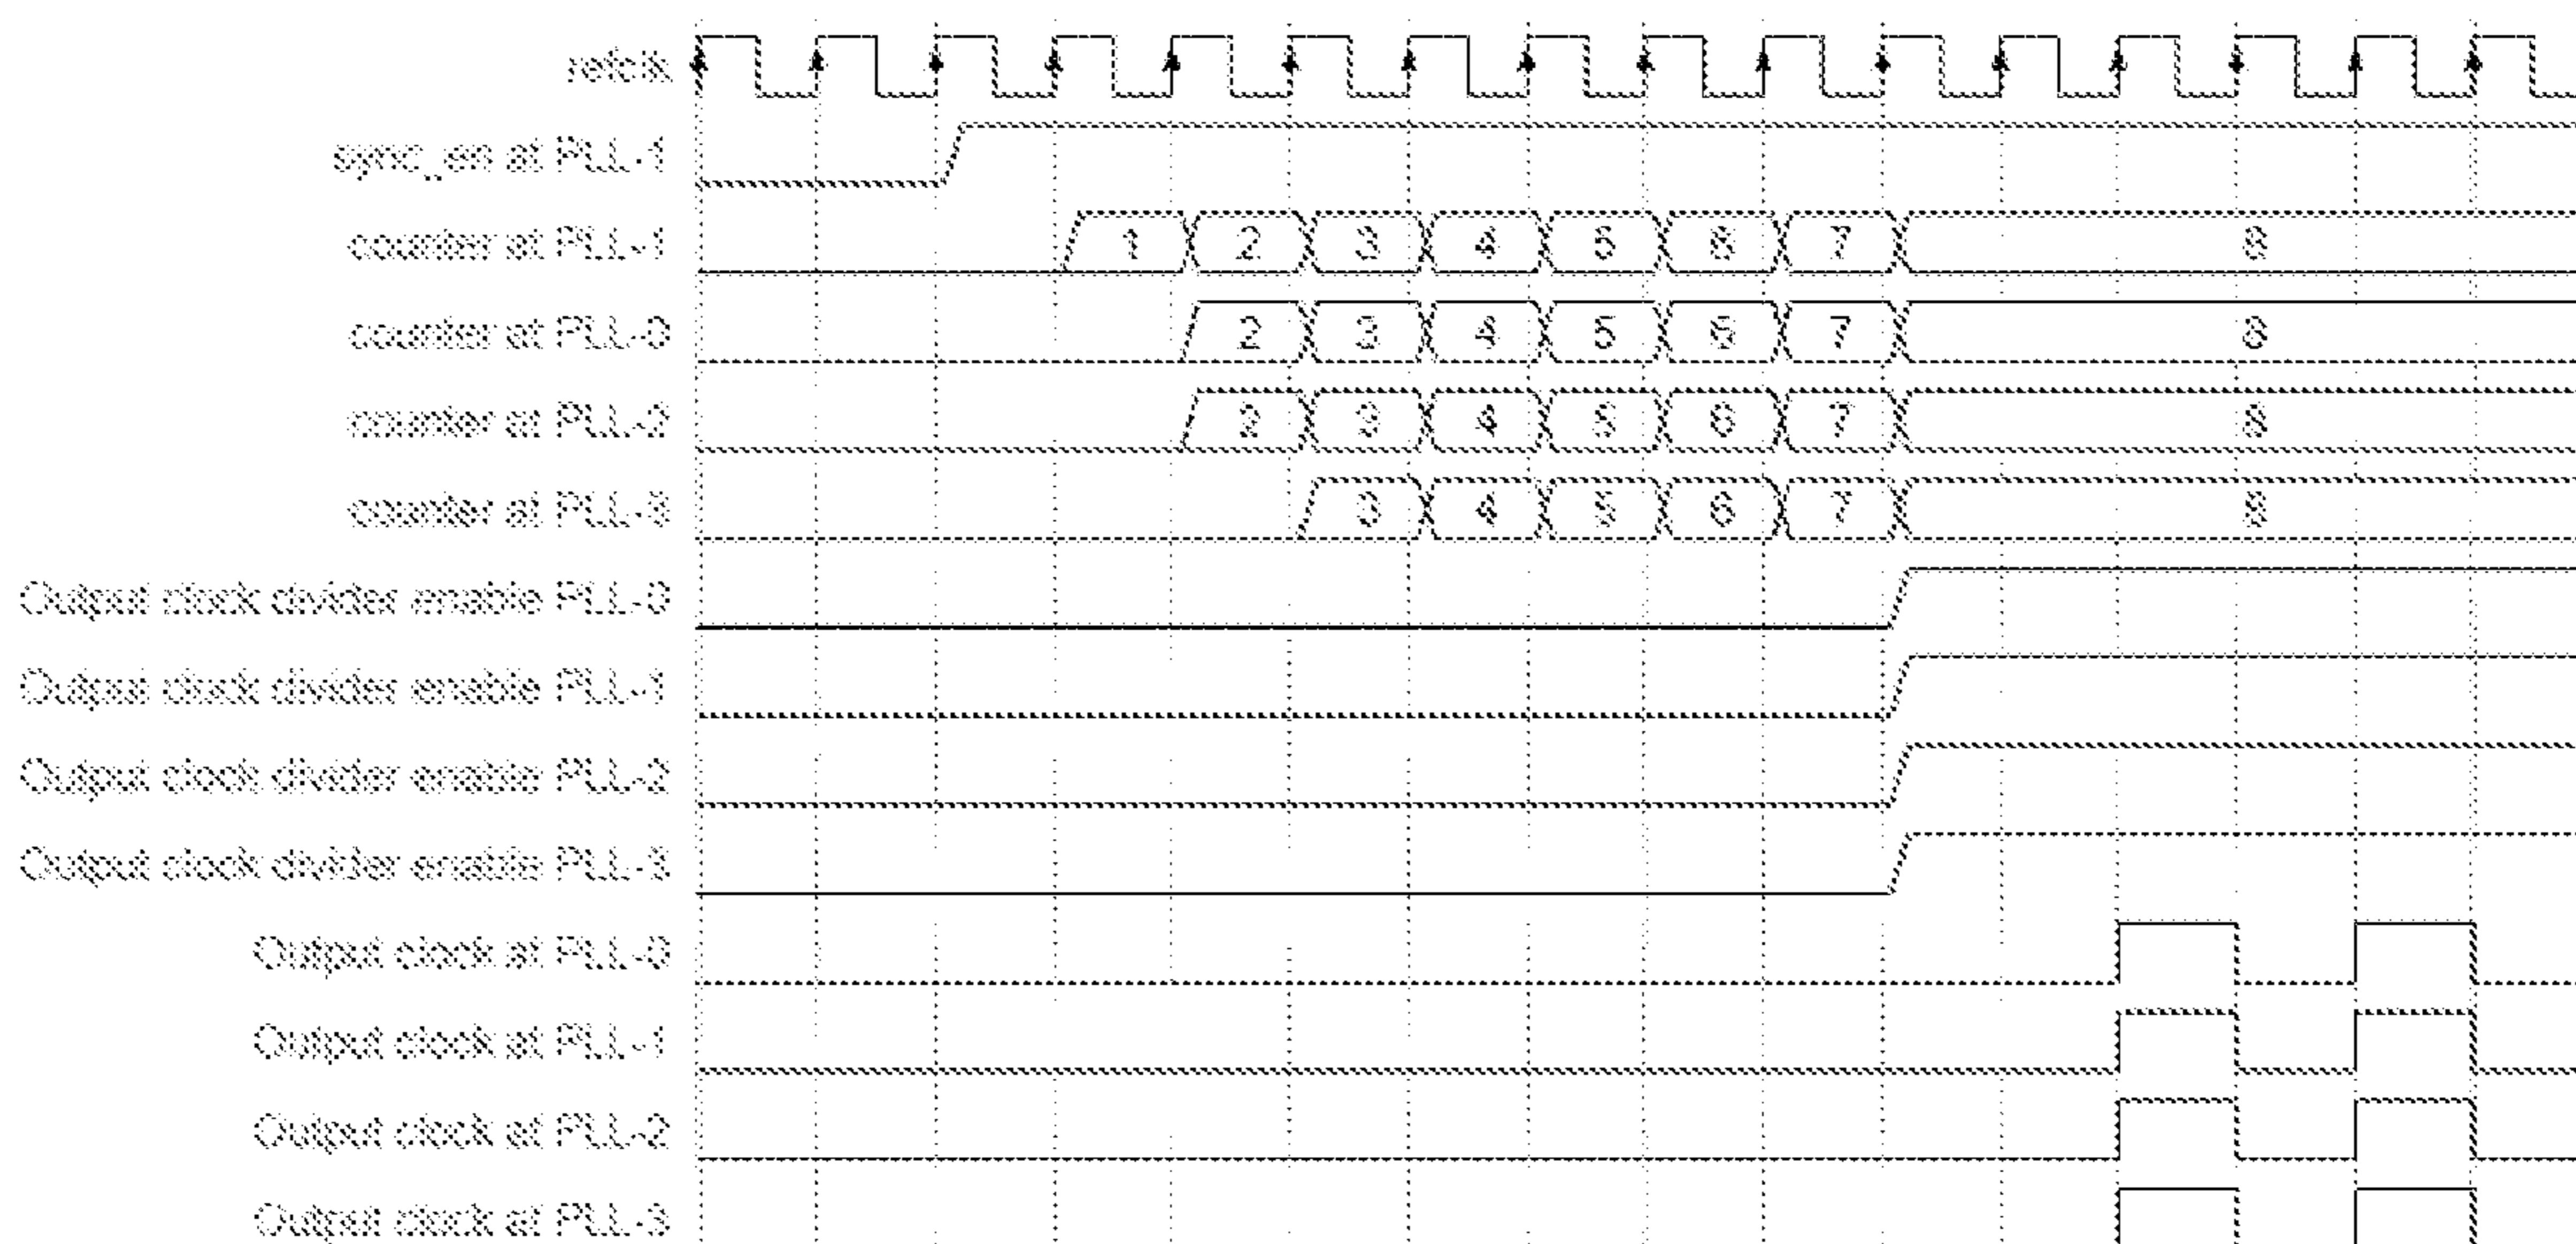 refclk
sync_en at PLL-1
counter at PLL-1 1 2 3 4 5 6 7 8
counter at PLL-0 2 3 4 5 6 7 8
counter at PLL-2 2 3 4 5 6 7 8
counter at PLL-3 3 4 5 6 7 8
Output clock divider enable PLL-0
Output clock divider enable PLL-1
Output clock divider enable PLL-2
Output clock divider enable PLL-3
Output clock at PLL-0
Output clock at PLL-1
Output clock at PLL-2
Output clock at PLL-3